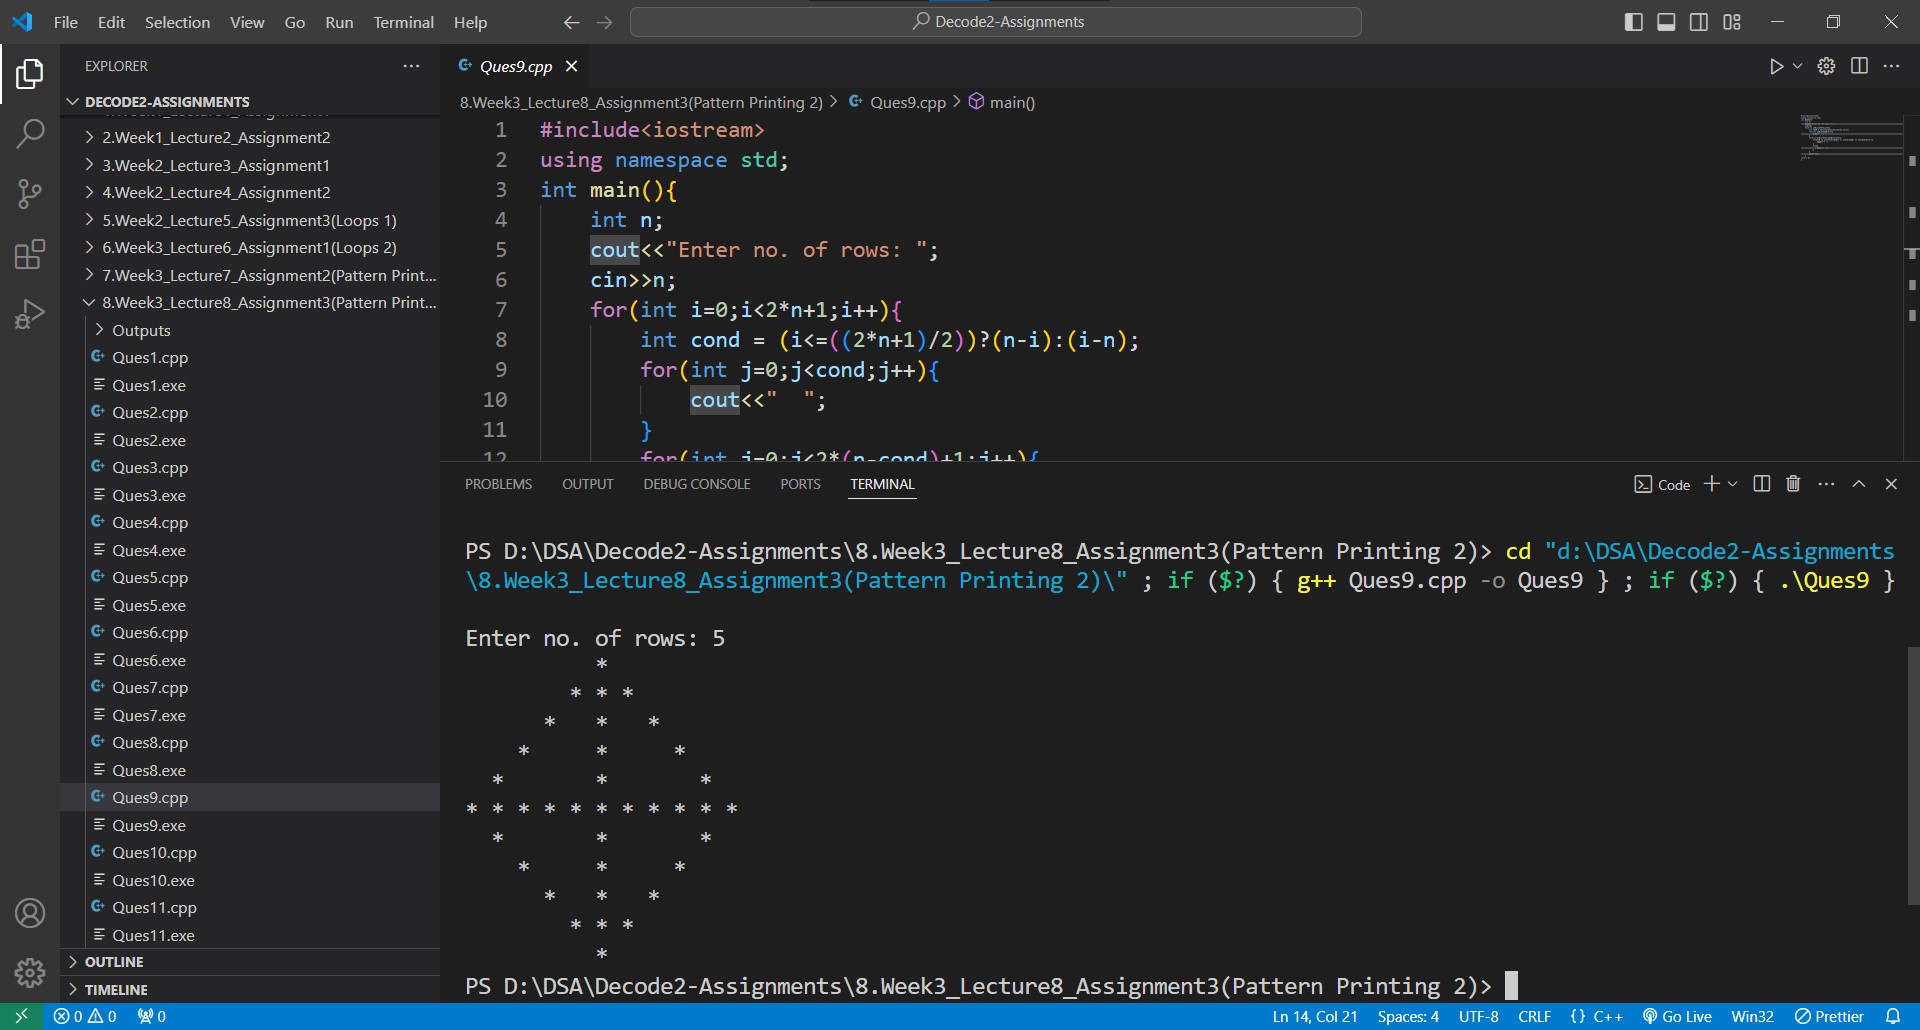 File Edit Selection View Go Run Terminal Help
Decode2-Assignments
EXPLORER
DECODE2-ASSIGNMENTS
2.Week1_Lecture2_Assignment2
3.Week2_Lecture3_Assignment1
4.Week2_Lecture4_Assignment2
5.Week2_Lecture5_Assignment3(Loops 1)
6.Week3_Lecture6_Assignment1(Loops 2)
7.Week3_Lecture7_Assignment2(Pattern Print...
8.Week3_Lecture8_Assignment3(Pattern Print...
Outputs
Ques1.cpp
Ques1.exe
Ques2.cpp
Ques2.exe
Ques3.cpp
Ques3.exe
Ques4.cpp
Ques4.exe
Ques5.cpp
Ques5.exe
Ques6.cpp
Ques6.exe
Ques7.cpp
Ques7.exe
Ques8.cpp
Ques8.exe
Ques9.cpp
Ques9.exe
Ques10.cpp
Ques10.exe
Ques11.cpp
Ques11.exe
OUTLINE
TIMELINE
Ques9.cpp
8.Week3_Lecture8_Assignment3(Pattern Printing 2) > Ques9.cpp > main()
1 #include<iostream>
2 using namespace std;
3 int main(){
4 int n;
5 cout<<"Enter no. of rows: ";
6 cin>>n;
7 for(int i=0;i<2*n+1;i++){
8 int cond = (i<=((2*n+1)/2))?(n-i):(i-n);
9 for(int j=0;j<cond;j++){
10 cout<<"  ";
11 }
12 for(int j=0;j<2*(n-cond)+1;j++){
PROBLEMS OUTPUT DEBUG CONSOLE PORTS TERMINAL
Code
PS D:\DSA\Decode2-Assignments\8.Week3_Lecture8_Assignment3(Pattern Printing 2)> cd "d:\DSA\Decode2-Assignments
\8.Week3_Lecture8_Assignment3(Pattern Printing 2)\" ; if ($?) { g++ Ques9.cpp -o Ques9 } ; if ($?) { .\Ques9 }
Enter no. of rows: 5
          *
        * * *
      *   *   *
    *     *     *
  *       *       *
* * * * * * * * * * *
  *       *       *
    *     *     *
      *   *   *
        * * *
          *
PS D:\DSA\Decode2-Assignments\8.Week3_Lecture8_Assignment3(Pattern Printing 2)>
0 0 0
Ln 14, Col 21 Spaces: 4 UTF-8 CRLF {} C++ Go Live Win32 Prettier